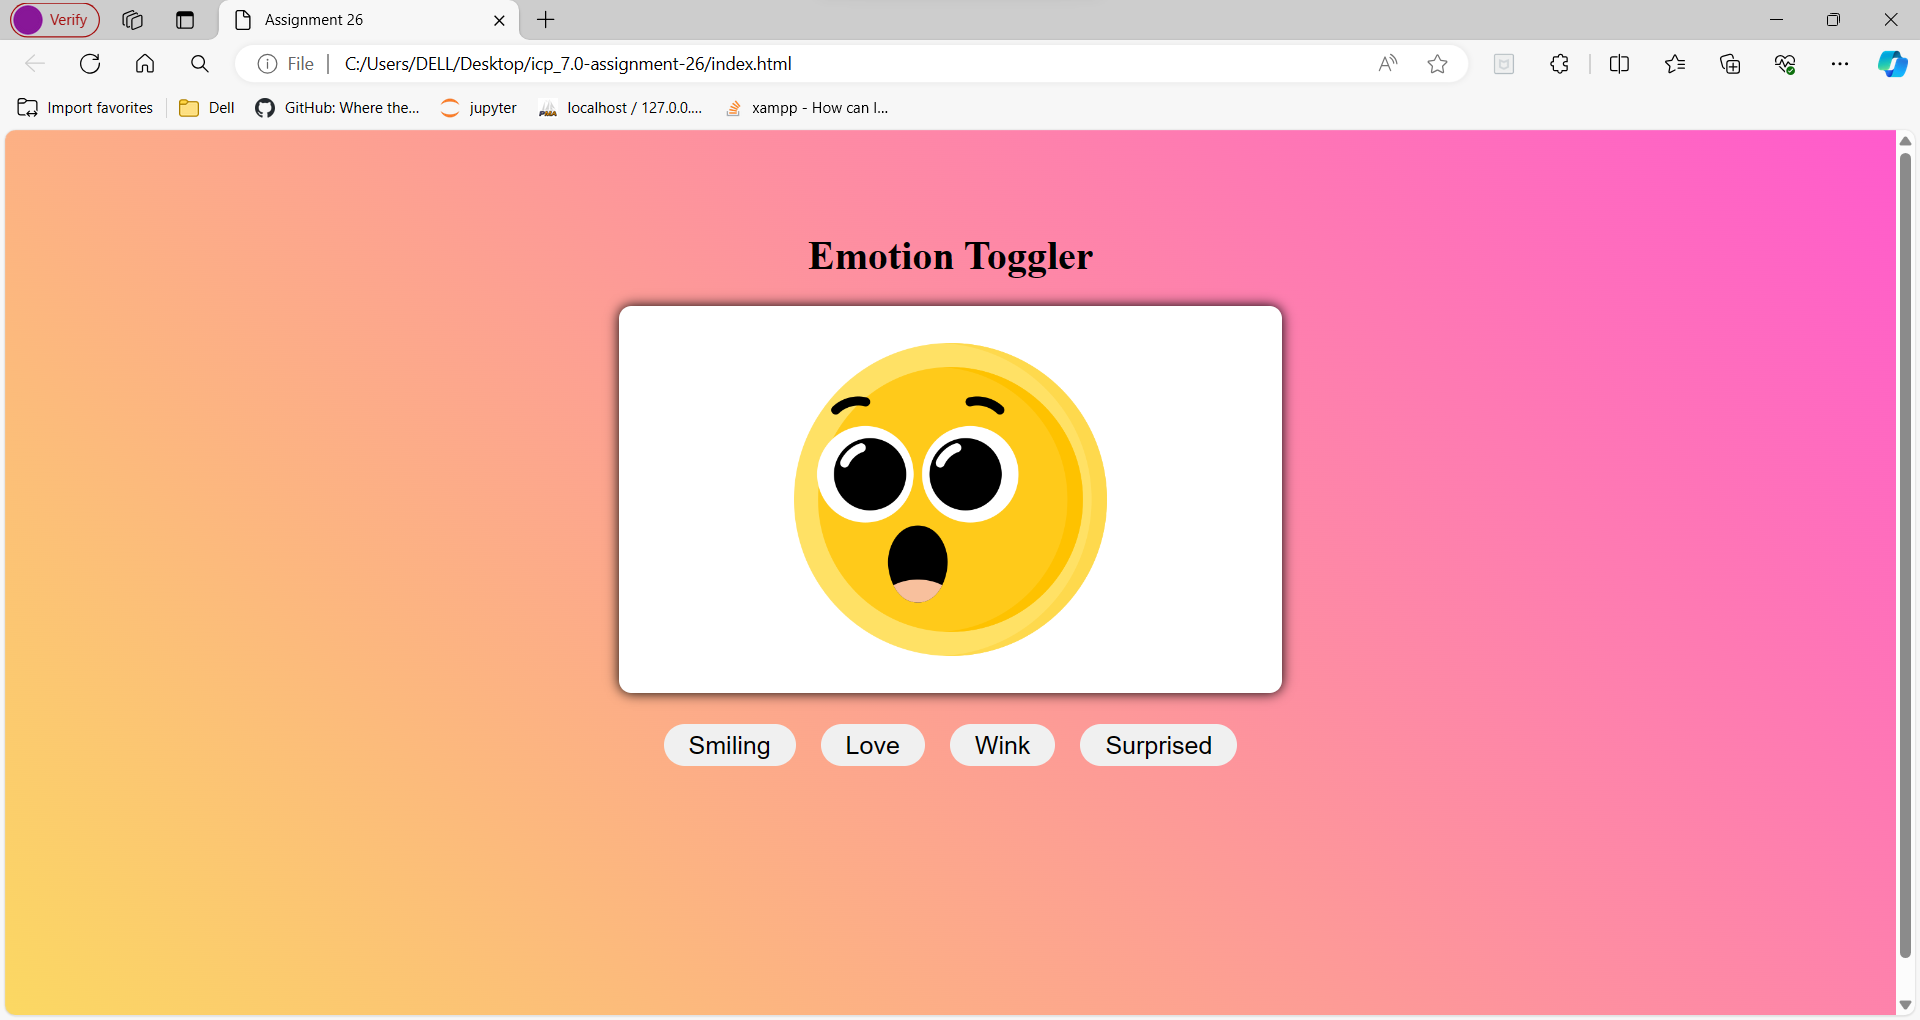 Verify
Assignment 26
File
C:/Users/DELL/Desktop/icp_7.0-assignment-26/index.html
Import favorites
Dell
GitHub: Where the...
jupyter
localhost / 127.0.0....
xampp - How can I...
Emotion Toggler
Smiling
Love
Wink
Surprised